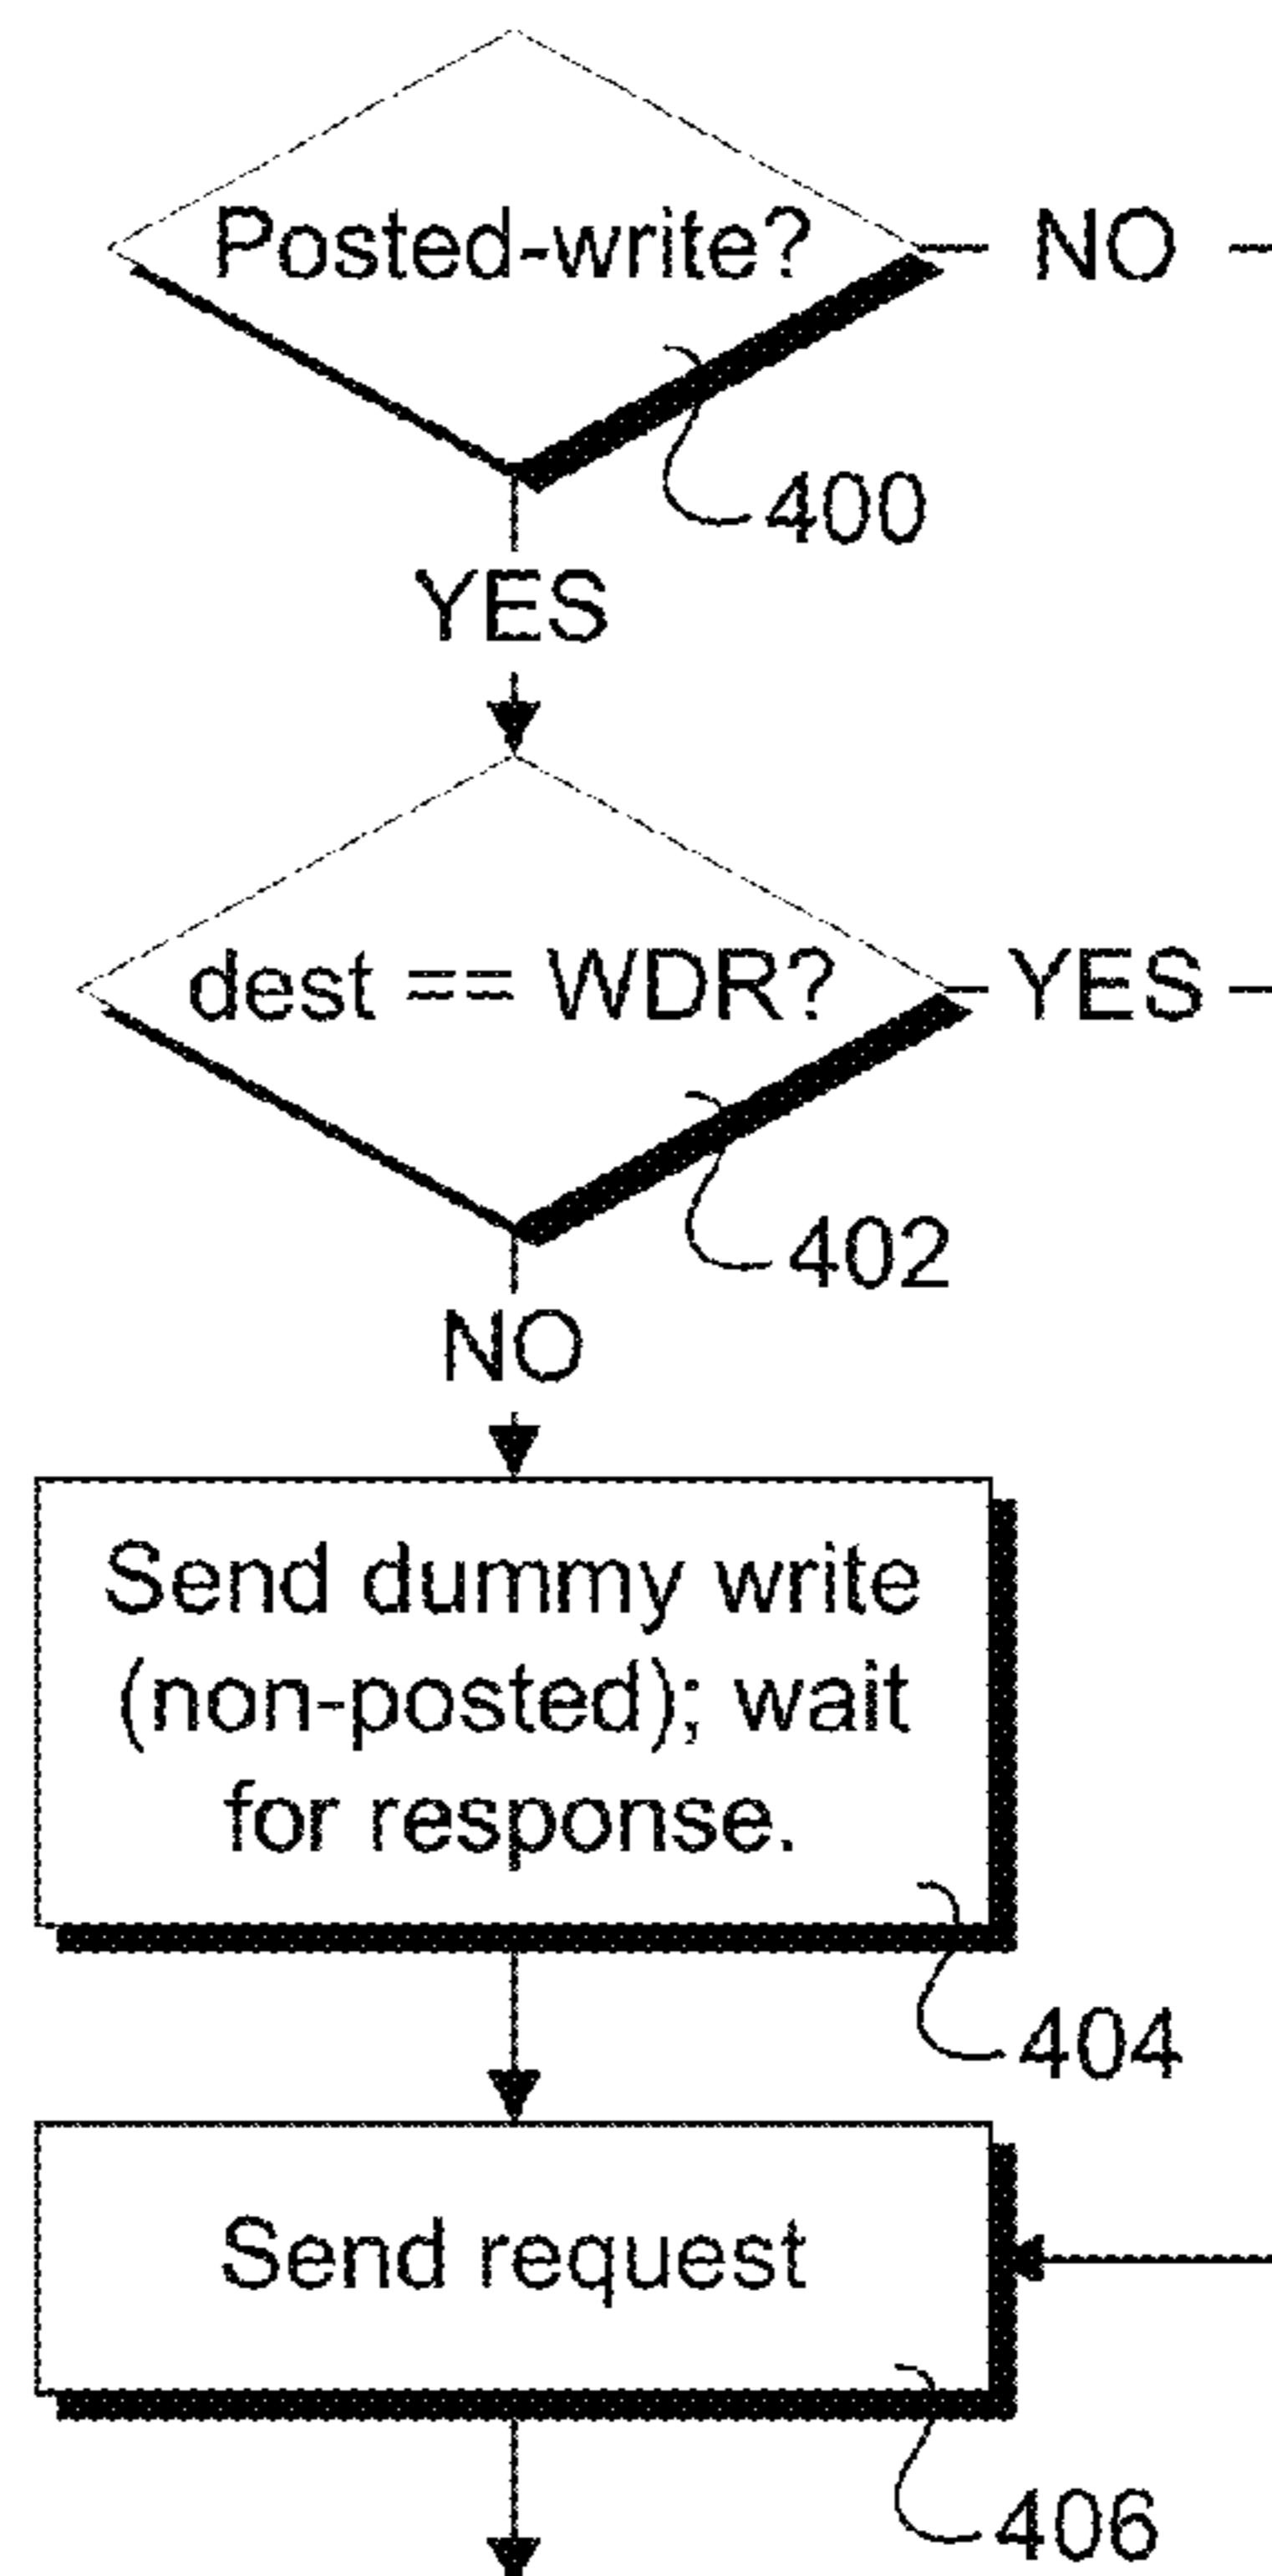 Posted-write?
NO
400
YES
dest == WDR?
YES
402
NO
Send dummy write
(non-posted); wait
for response.
404
Send request
406